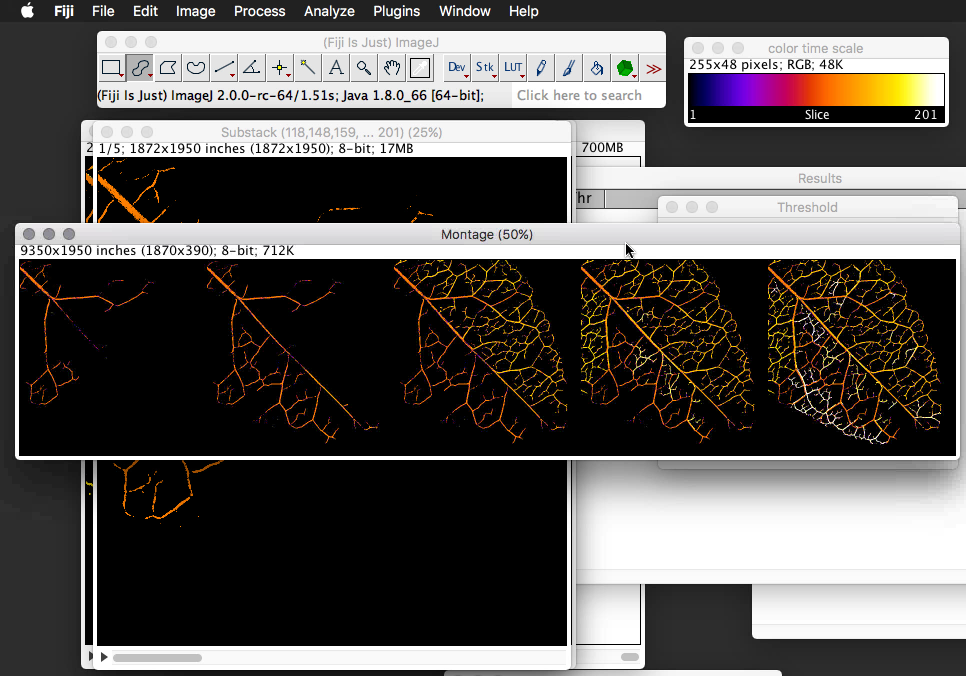 Fiji File Edit Image Process Analyze Plugins Window Help
(Fiji Is Just) ImageJ
Dev Stk LUT
(Fiji Is Just) ImageJ 2.0.0-rc-64/1.51s; Java 1.8.0_66 [64-bit];
Click here to search
color time scale
255x48 pixels; RGB; 48K
1 Slice 201
Substack (118,148,159, ... 201) (25%)
2
1/5; 1872x1950 inches (1872x1950); 8-bit; 17MB
700MB
Results
hr
Threshold
Montage (50%)
9350x1950 inches (1870x390); 8-bit; 712K